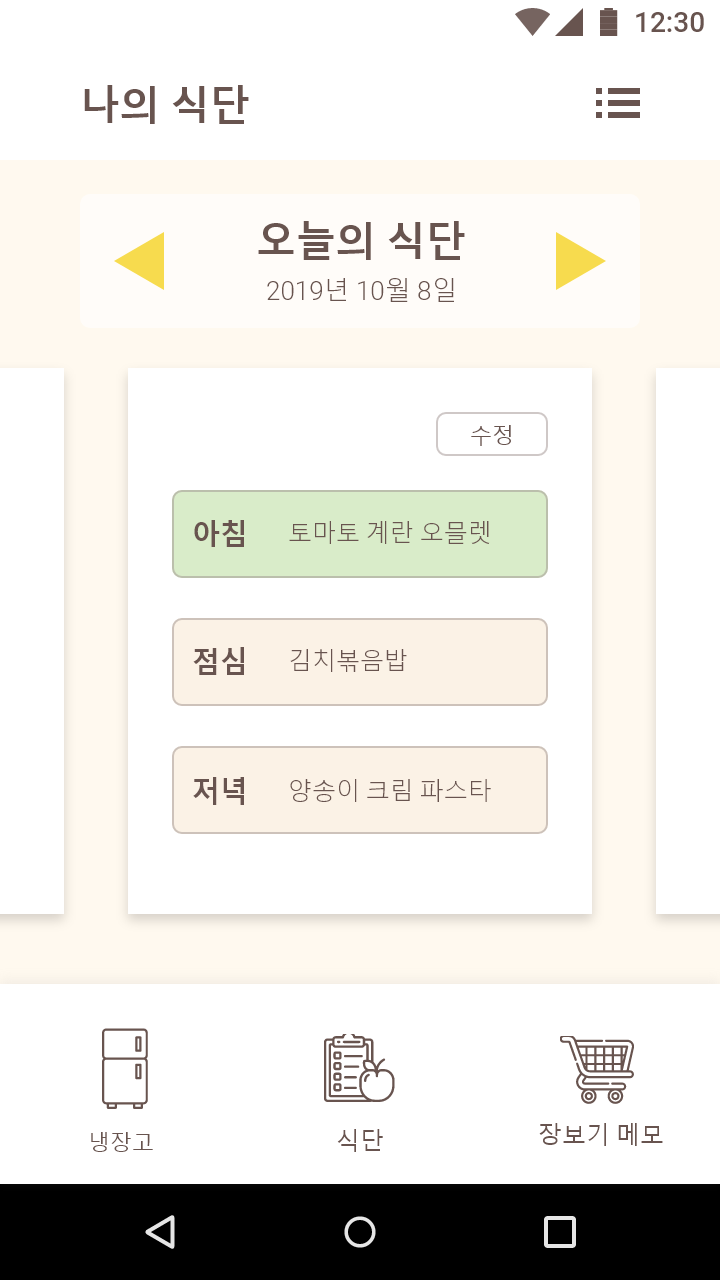 12:30
나의 식단
오늘의 식단
2019년 10월 8일
수정
아침 토마토 계란 오믈렛
점심 김치볶음밥
저녁 양송이 크림 파스타
냉장고 식단 장보기 메모